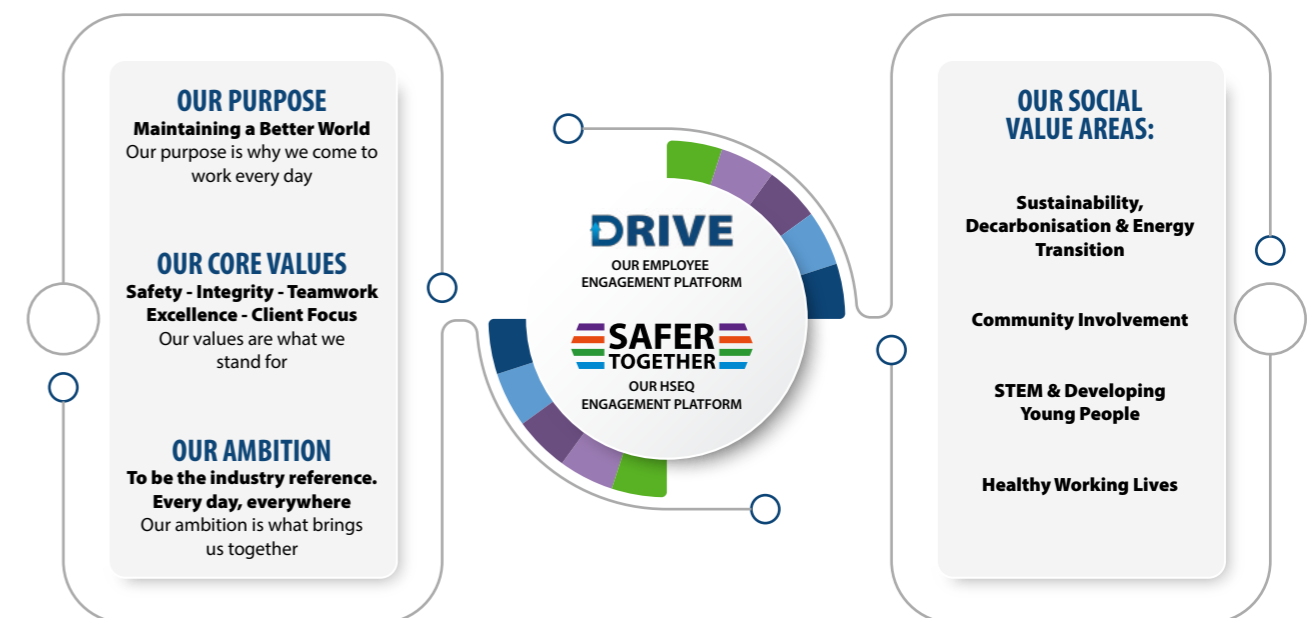 OUR PURPOSE
Maintaining a Better World
Our purpose is why we come to
work every day
OUR CORE VALUES
Safety - Integrity - Teamwork
Excellence - Client Focus
Our values are what we
stand for
OUR AMBITION
To be the industry reference.
Every day, everywhere
Our ambition is what brings
us together
DRIVE
OUR EMPLOYEE
ENGAGEMENT PLATFORM
SAFER
TOGETHER
OUR HSEQ
ENGAGEMENT PLATFORM
OUR SOCIAL
VALUE AREAS:
Sustainability,
Decarbonisation & Energy
Transition
Community Involvement
STEM & Developing
Young People
Healthy Working Lives